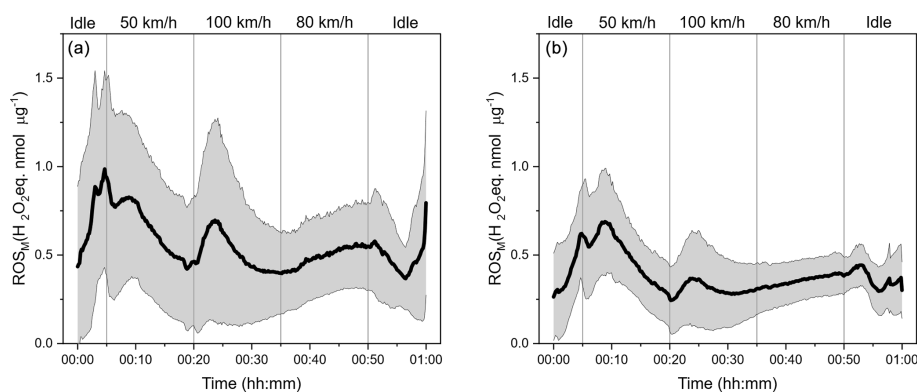 Idle 50 km/h 100 km/h 80 km/h Idle
(a)
1.5
1.0
0.5
0.0
ROS_M(H_2O_2eq. nmol μg^-1)
00:00 00:10 00:20 00:30 00:40 00:50 01:00
Time (hh:mm)
Idle 50 km/h 100 km/h 80 km/h Idle
(b)
1.5
1.0
0.5
0.0
ROS_M(H_2O_2eq. nmol μg^-1)
00:00 00:10 00:20 00:30 00:40 00:50 01:00
Time (hh:mm)